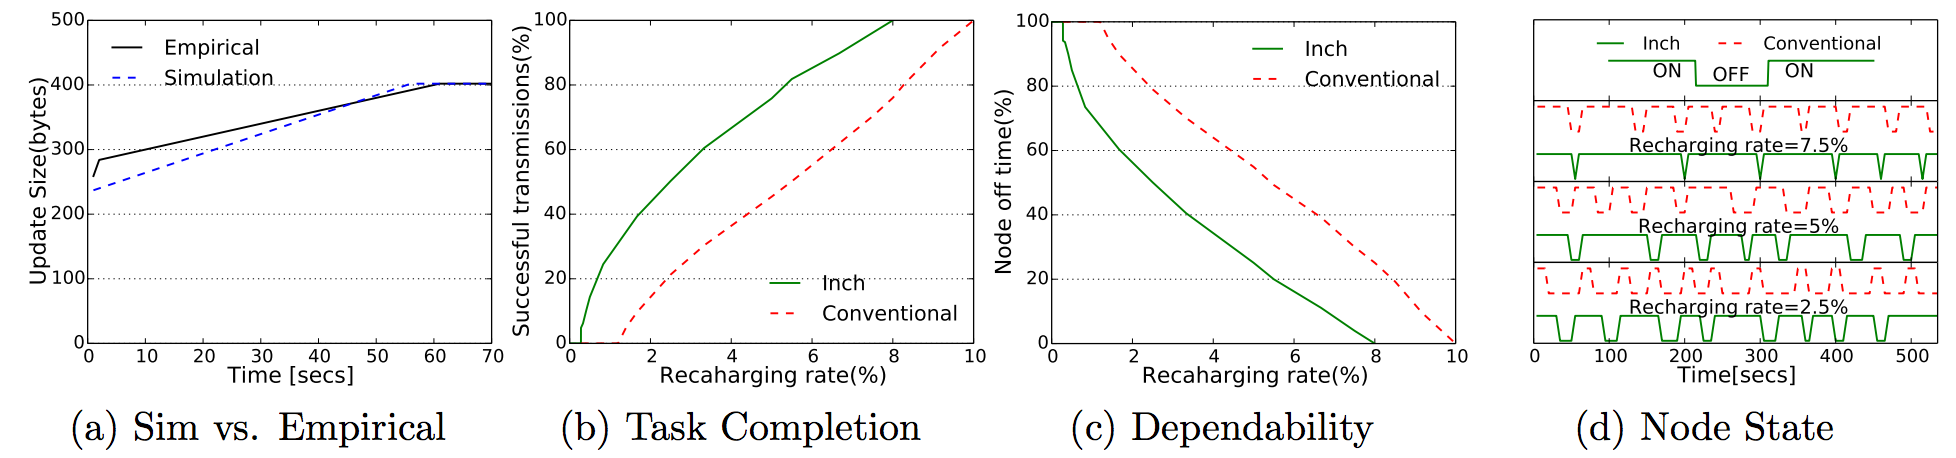 500
400
300
200
100
0
Update Size(bytes)
Empirical
Simulation
0 10 20 30 40 50 60 70
Time [secs]
(a) Sim vs. Empirical
100
80
60
40
20
0
Successful transmissions(%)
Inch
Conventional
0 2 4 6 8 10
Recaharging rate(%)
(b) Task Completion
100
80
60
40
20
0
Node off time(%)
Inch
Conventional
0 2 4 6 8 10
Recaharging rate(%)
(c) Dependability
Inch Conventional
ON OFF ON
Recharging rate=7.5%
Recharging rate=5%
Recharging rate=2.5%
0 100 200 300 400 500
Time[secs]
(d) Node State